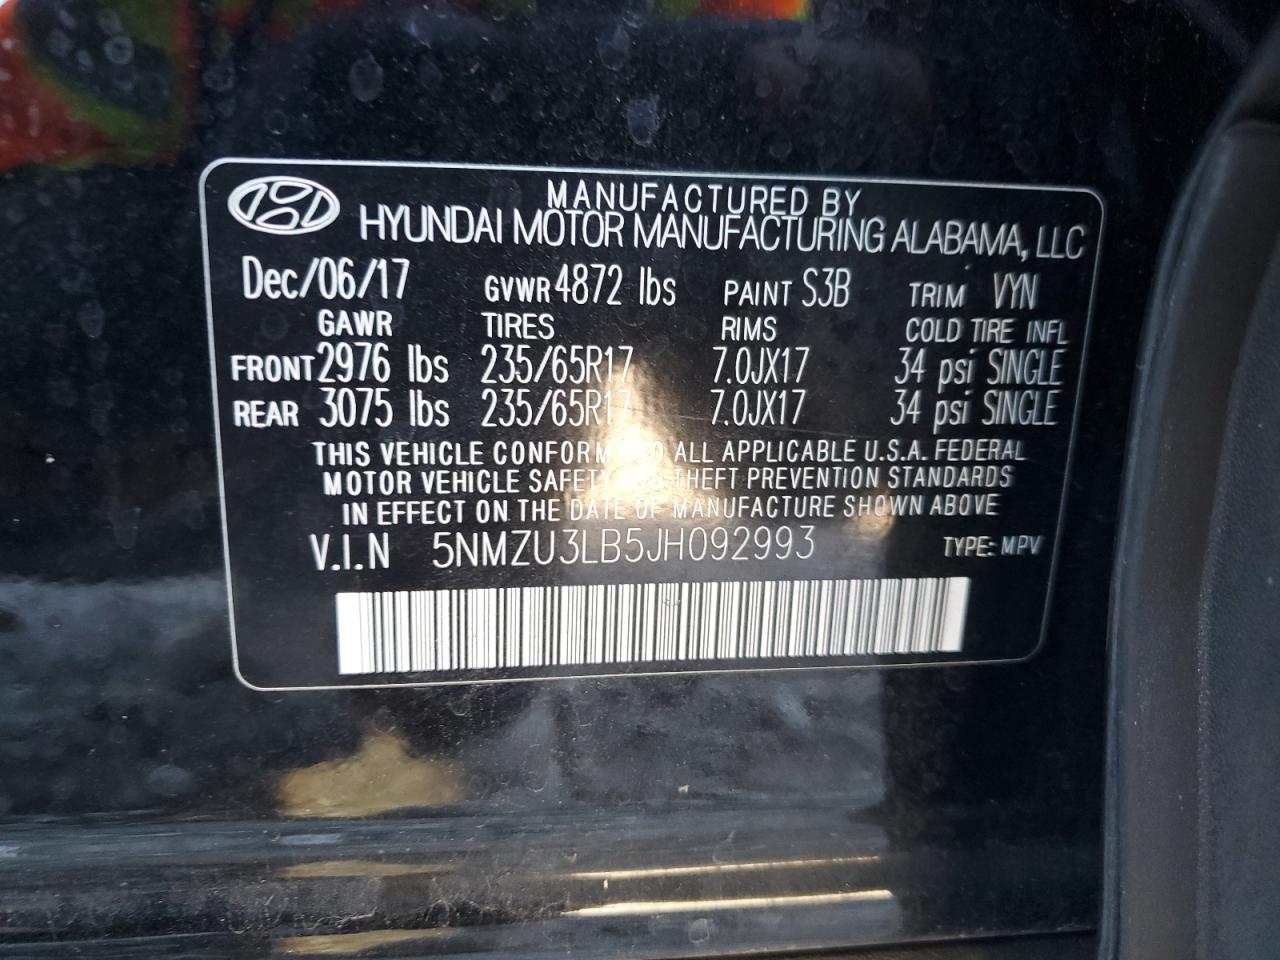 MANUFACTURED BY
HYUNDAI MOTOR MANUFACTURING ALABAMA, LLC
Dec/06/17 GVWR 4872 lbs PAINT S3B TRIM VYN
GAWR TIRES RIMS COLD TIRE INFL
FRONT 2976 lbs 235/65R17 7.0JX17 34 psi SINGLE
REAR 3075 lbs 235/65R17 7.0JX17 34 psi SINGLE
THIS VEHICLE CONFORMS TO ALL APPLICABLE U.S.A. FEDERAL
MOTOR VEHICLE SAFETY AND THEFT PREVENTION STANDARDS
IN EFFECT ON THE DATE OF MANUFACTURE SHOWN ABOVE
V.I.N 5NMZU3LB5JH092993 TYPE: MPV